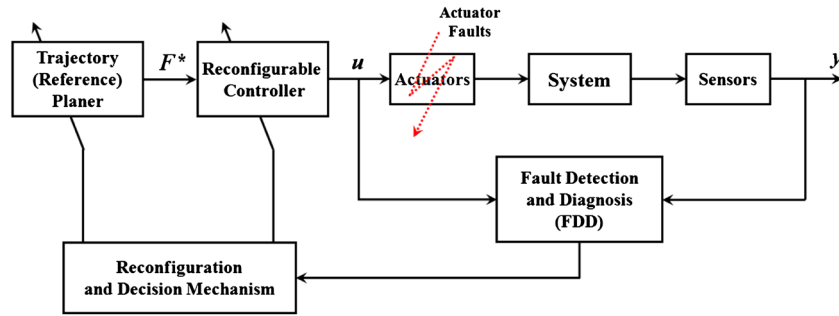 Actuator
Faults
Trajectory
(Reference)
Planer
F*
Reconfigurable
Controller
u
Actuators
System
Sensors
y
Fault Detection
and Diagnosis
(FDD)
Reconfiguration
and Decision Mechanism